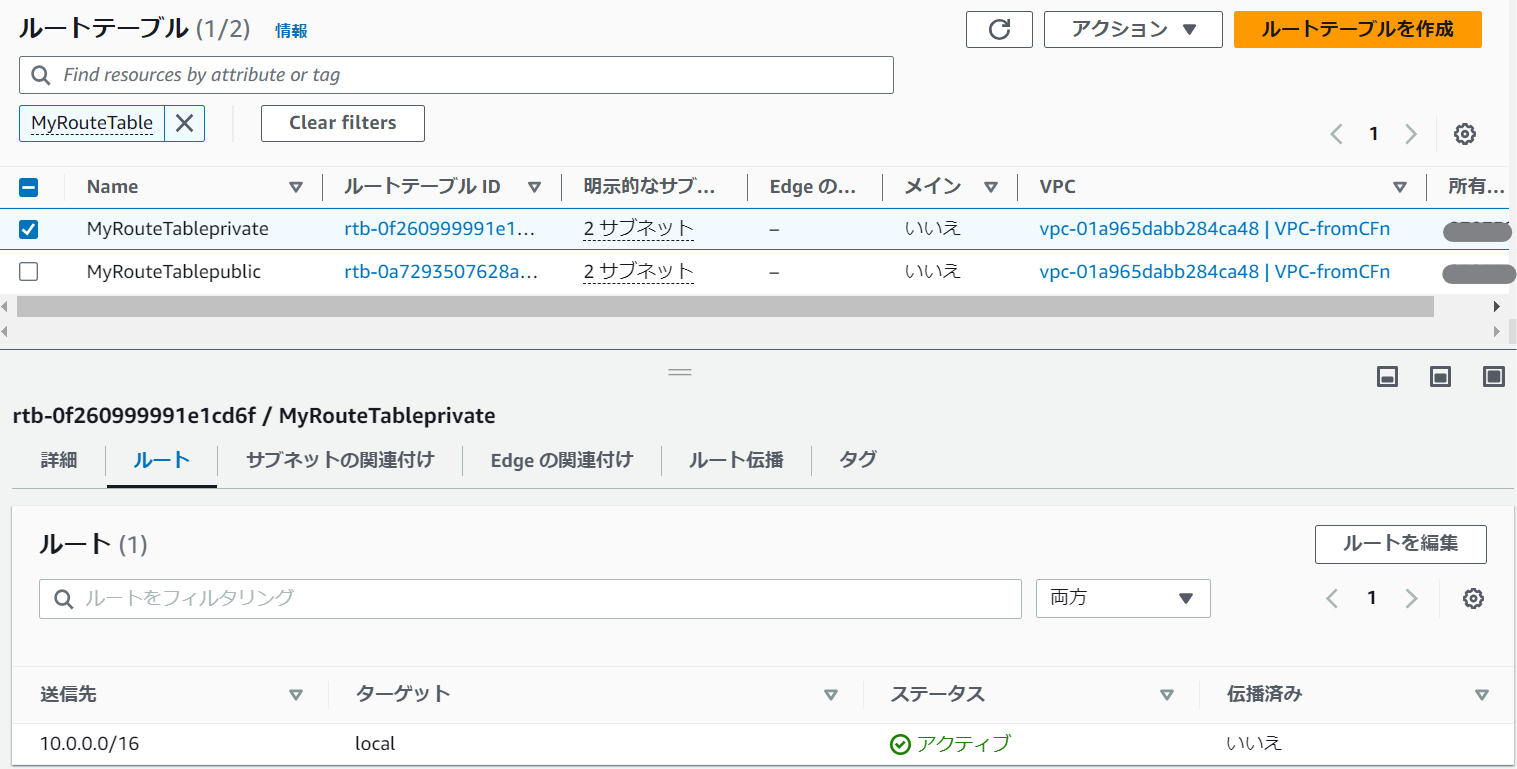 ルートテーブル (1/2) 情報
アクション ルートテーブルを作成
Find resources by attribute or tag
MyRouteTable Clear filters
1
Name ルートテーブル ID 明示的なサブ... Edge の... メイン VPC 所有...
MyRouteTableprivate rtb-0f260999991e1... 2 サブネット – いいえ vpc-01a965dabb284ca48 | VPC-fromCFn
MyRouteTablepublic rtb-0a7293507628a... 2 サブネット – いいえ vpc-01a965dabb284ca48 | VPC-fromCFn
rtb-0f260999991e1cd6f / MyRouteTableprivate
詳細 ルート サブネットの関連付け Edge の関連付け ルート伝播 タグ
ルート (1) ルートを編集
ルートをフィルタリング 両方 1
送信先 ターゲット ステータス 伝播済み
10.0.0.0/16 local アクティブ いいえ